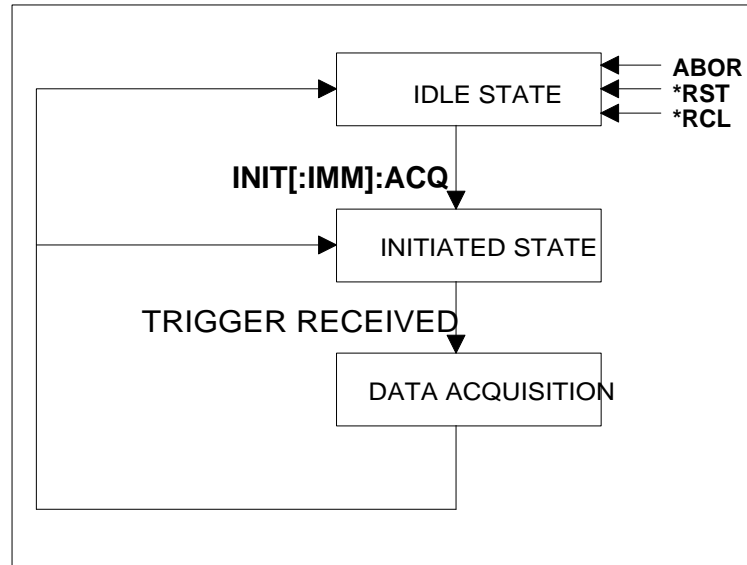 ABOR
IDLE STATE
*RST
*RCL
INIT[:IMM]:ACQ
INITIATED STATE
TRIGGER RECEIVED
DATA ACQUISITION